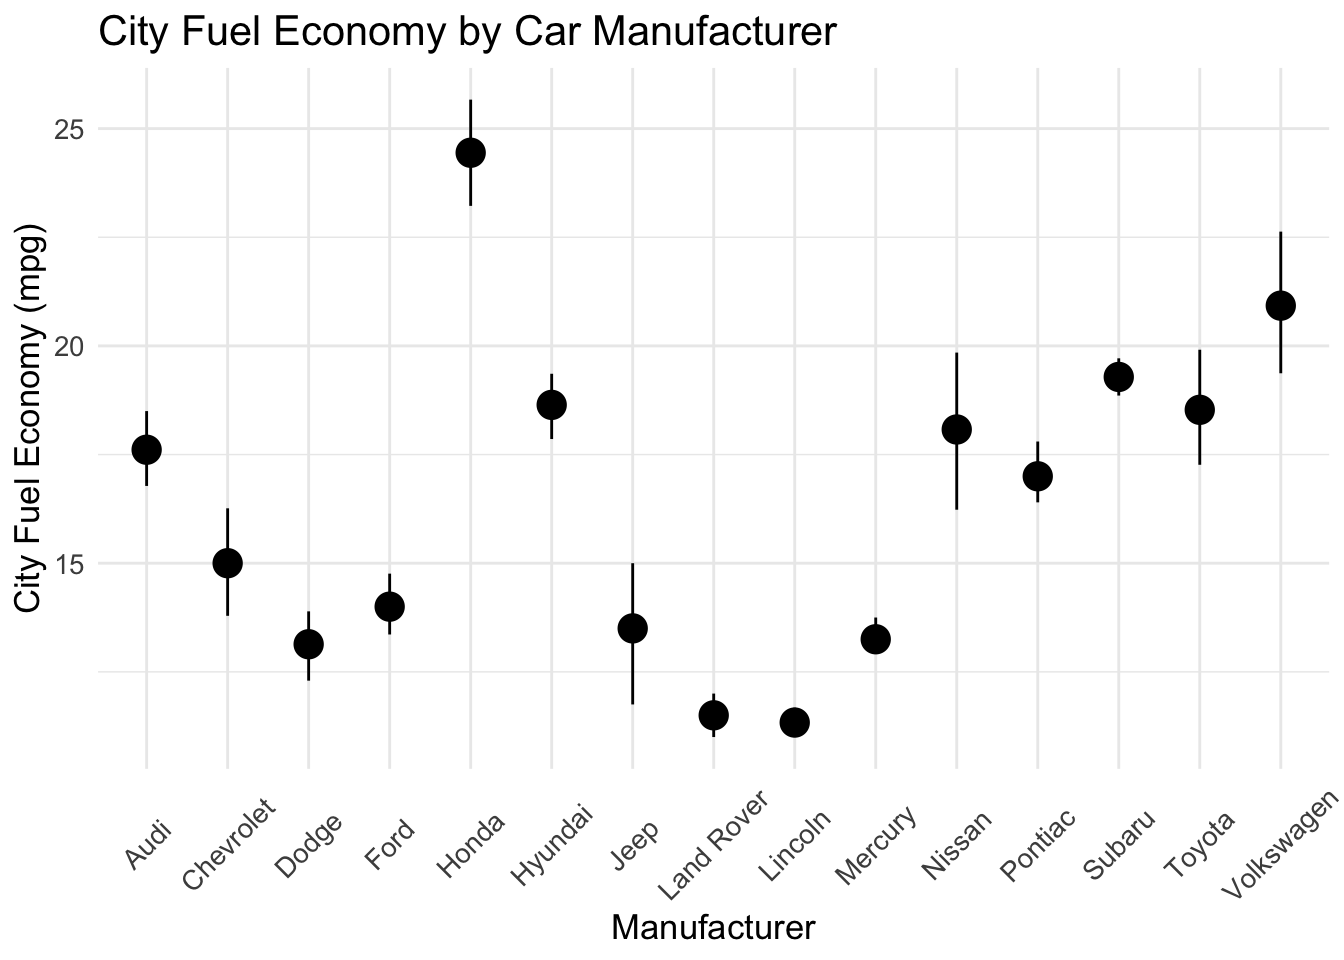 City Fuel Economy by Car Manufacturer
City Fuel Economy (mpg)
25
20
15
Audi
Chevrolet
Dodge
Ford
Honda
Hyundai
Jeep
Land Rover
Lincoln
Mercury
Nissan
Pontiac
Subaru
Toyota
Volkswagen
Manufacturer